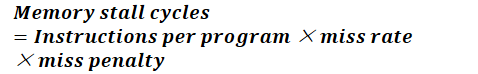 Memory stall cycles
= Instructions per program × miss rate
× miss penalty